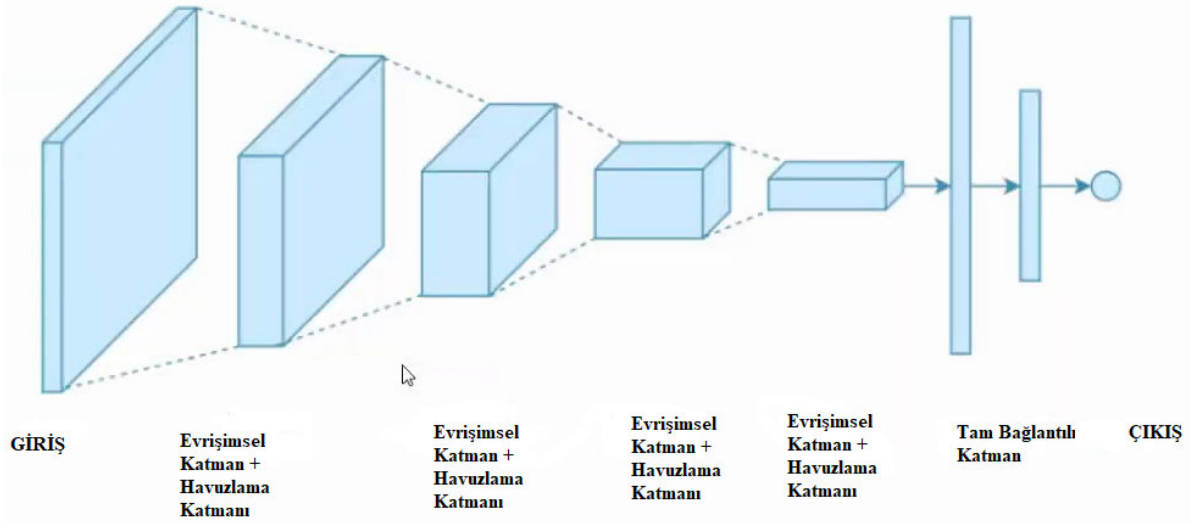 GİRİŞ
Evrişimsel
Katman +
Havuzlama
Katmanı
Evrişimsel
Katman +
Havuzlama
Katmanı
Evrişimsel
Katman +
Havuzlama
Katmanı
Evrişimsel
Katman +
Havuzlama
Katmanı
Tam Bağlantılı
Katman
ÇIKIŞ